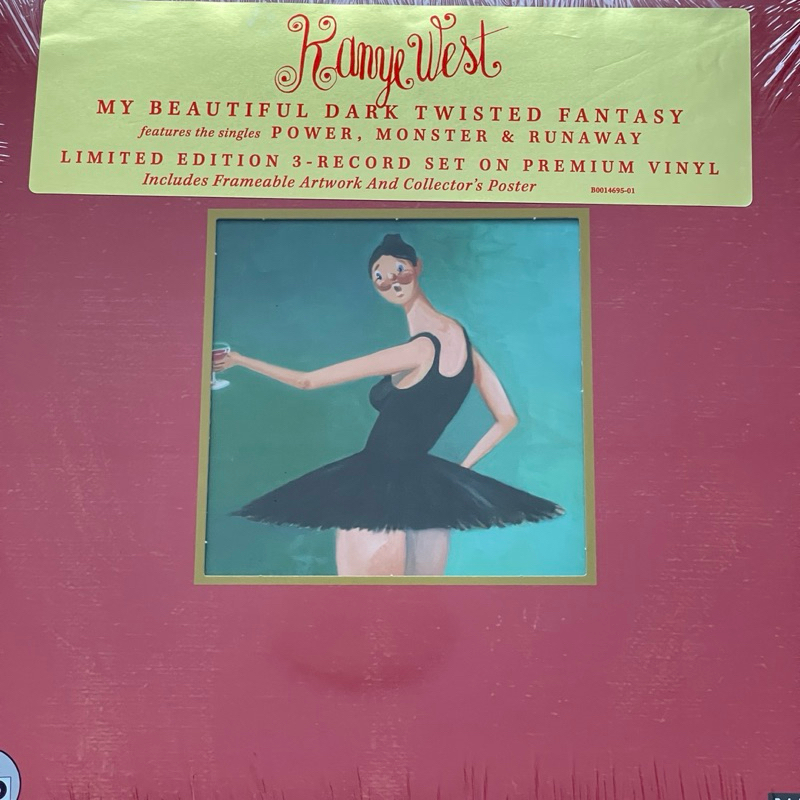 Kanye West
MY BEAUTIFUL DARK TWISTED FANTASY
features the singles POWER, MONSTER & RUNAWAY
LIMITED EDITION 3-RECORD SET ON PREMIUM VINYL
Includes Frameable Artwork And Collector's Poster
B0014695-01